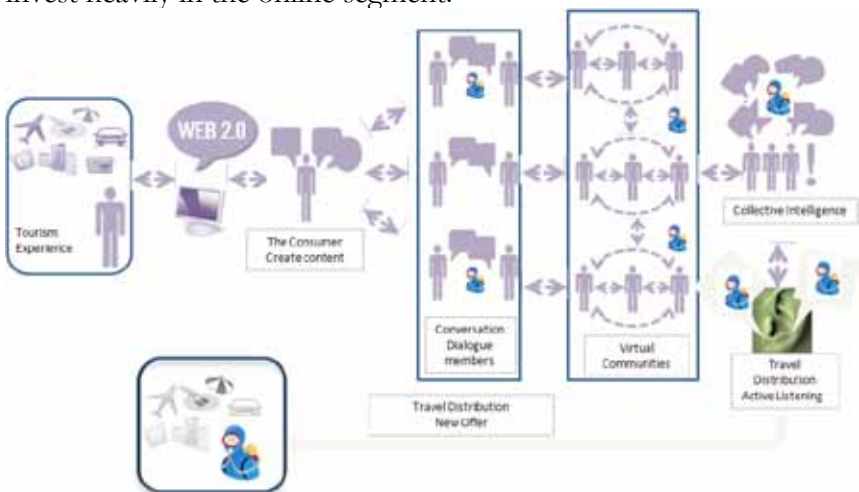 invest heavily in the online segment.
WEB 2.0
Tourism
Experience
The Consumer
Create content
Conversation
Dialogue
members
Virtual
Communities
Collective Intelligence
Travel
Distribution
Active Listening
Travel Distribution
New Offer